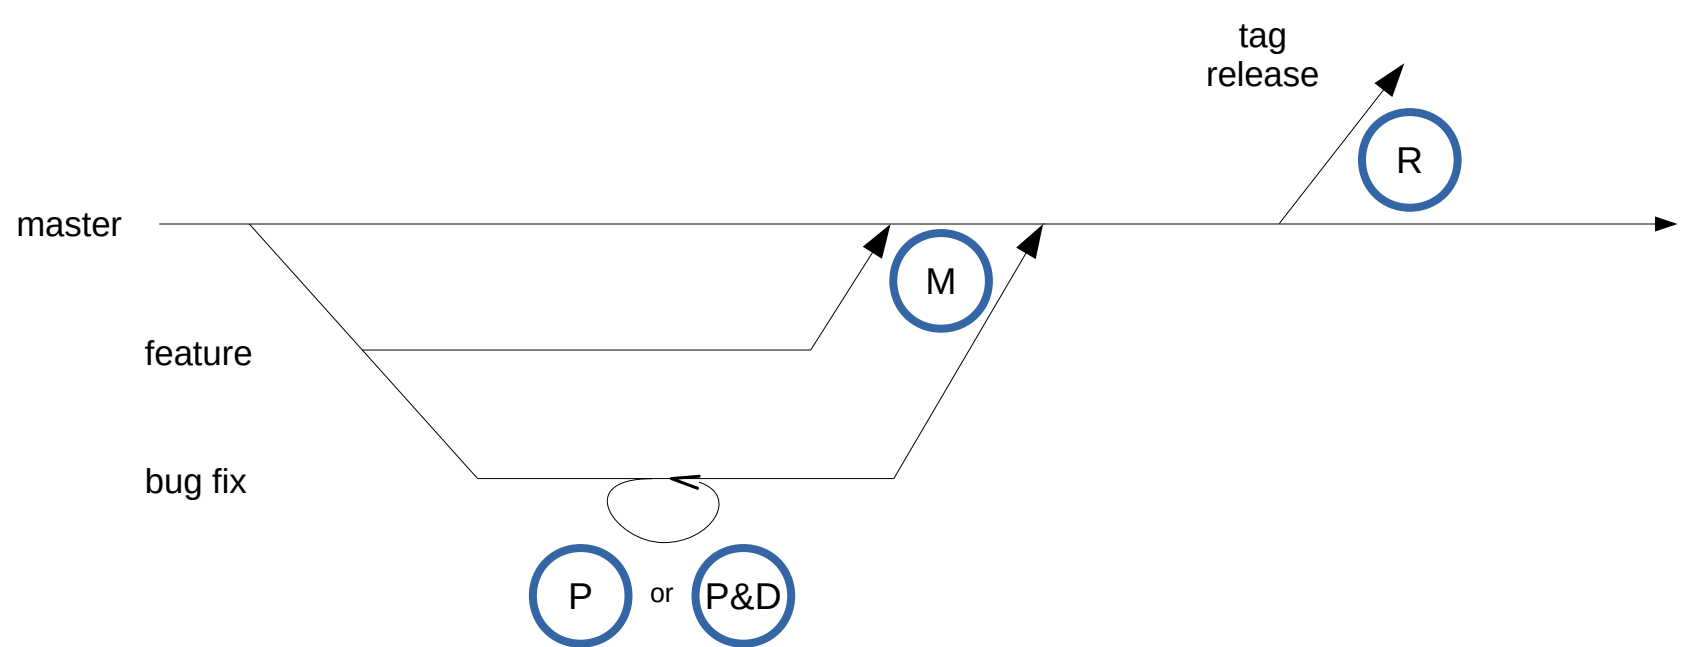 tag
release
R
master
M
feature
bug fix
P or P&D